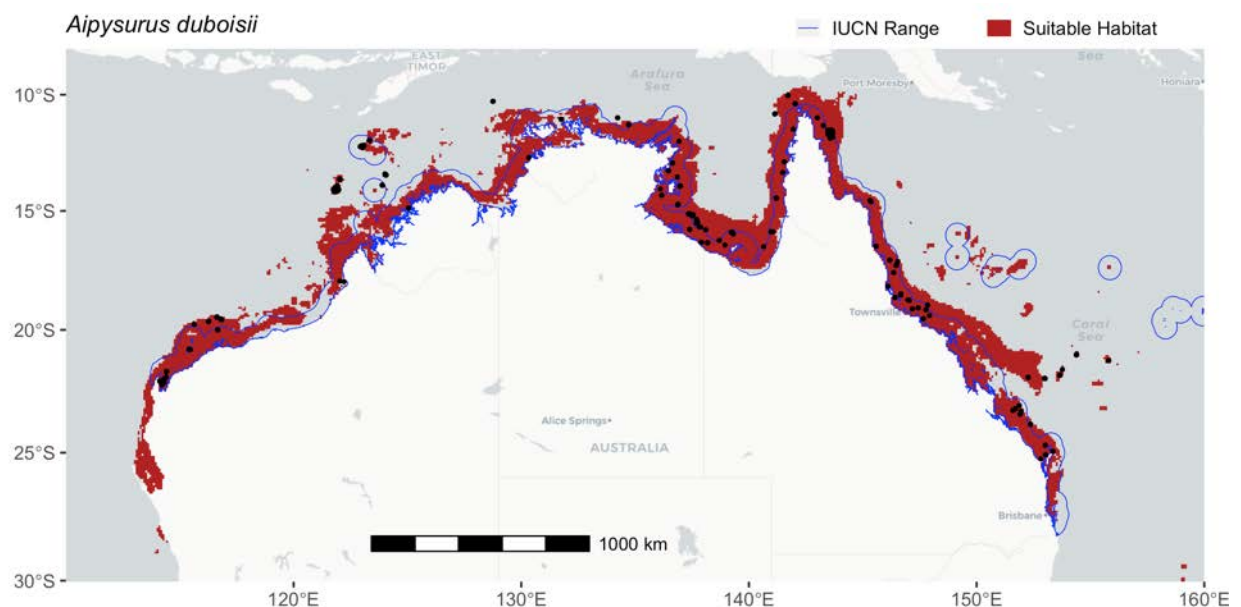 Aipysurus duboisii
IUCN Range
Suitable Habitat
EAST
TIMOR
Arafura
Sea
Port Moresby
Sea
Honiara
10°S
15°S
20°S
25°S
30°S
Townsville
Coral
Sea
Alice Springs
AUSTRALIA
Brisbane
1000 km
120°E
130°E
140°E
150°E
160°E